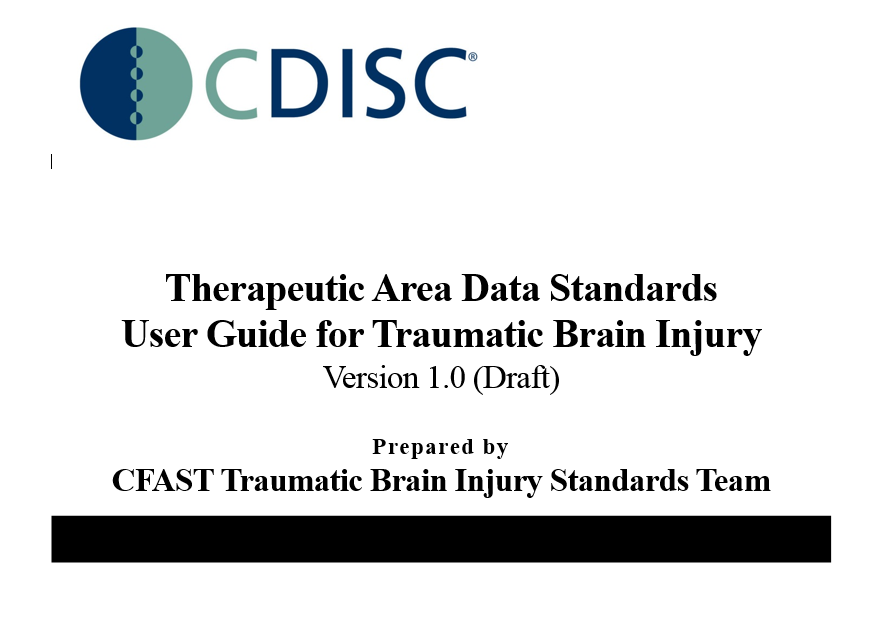 CDISC®
Therapeutic Area Data Standards
User Guide for Traumatic Brain Injury
Version 1.0 (Draft)
Prepared by
CFAST Traumatic Brain Injury Standards Team